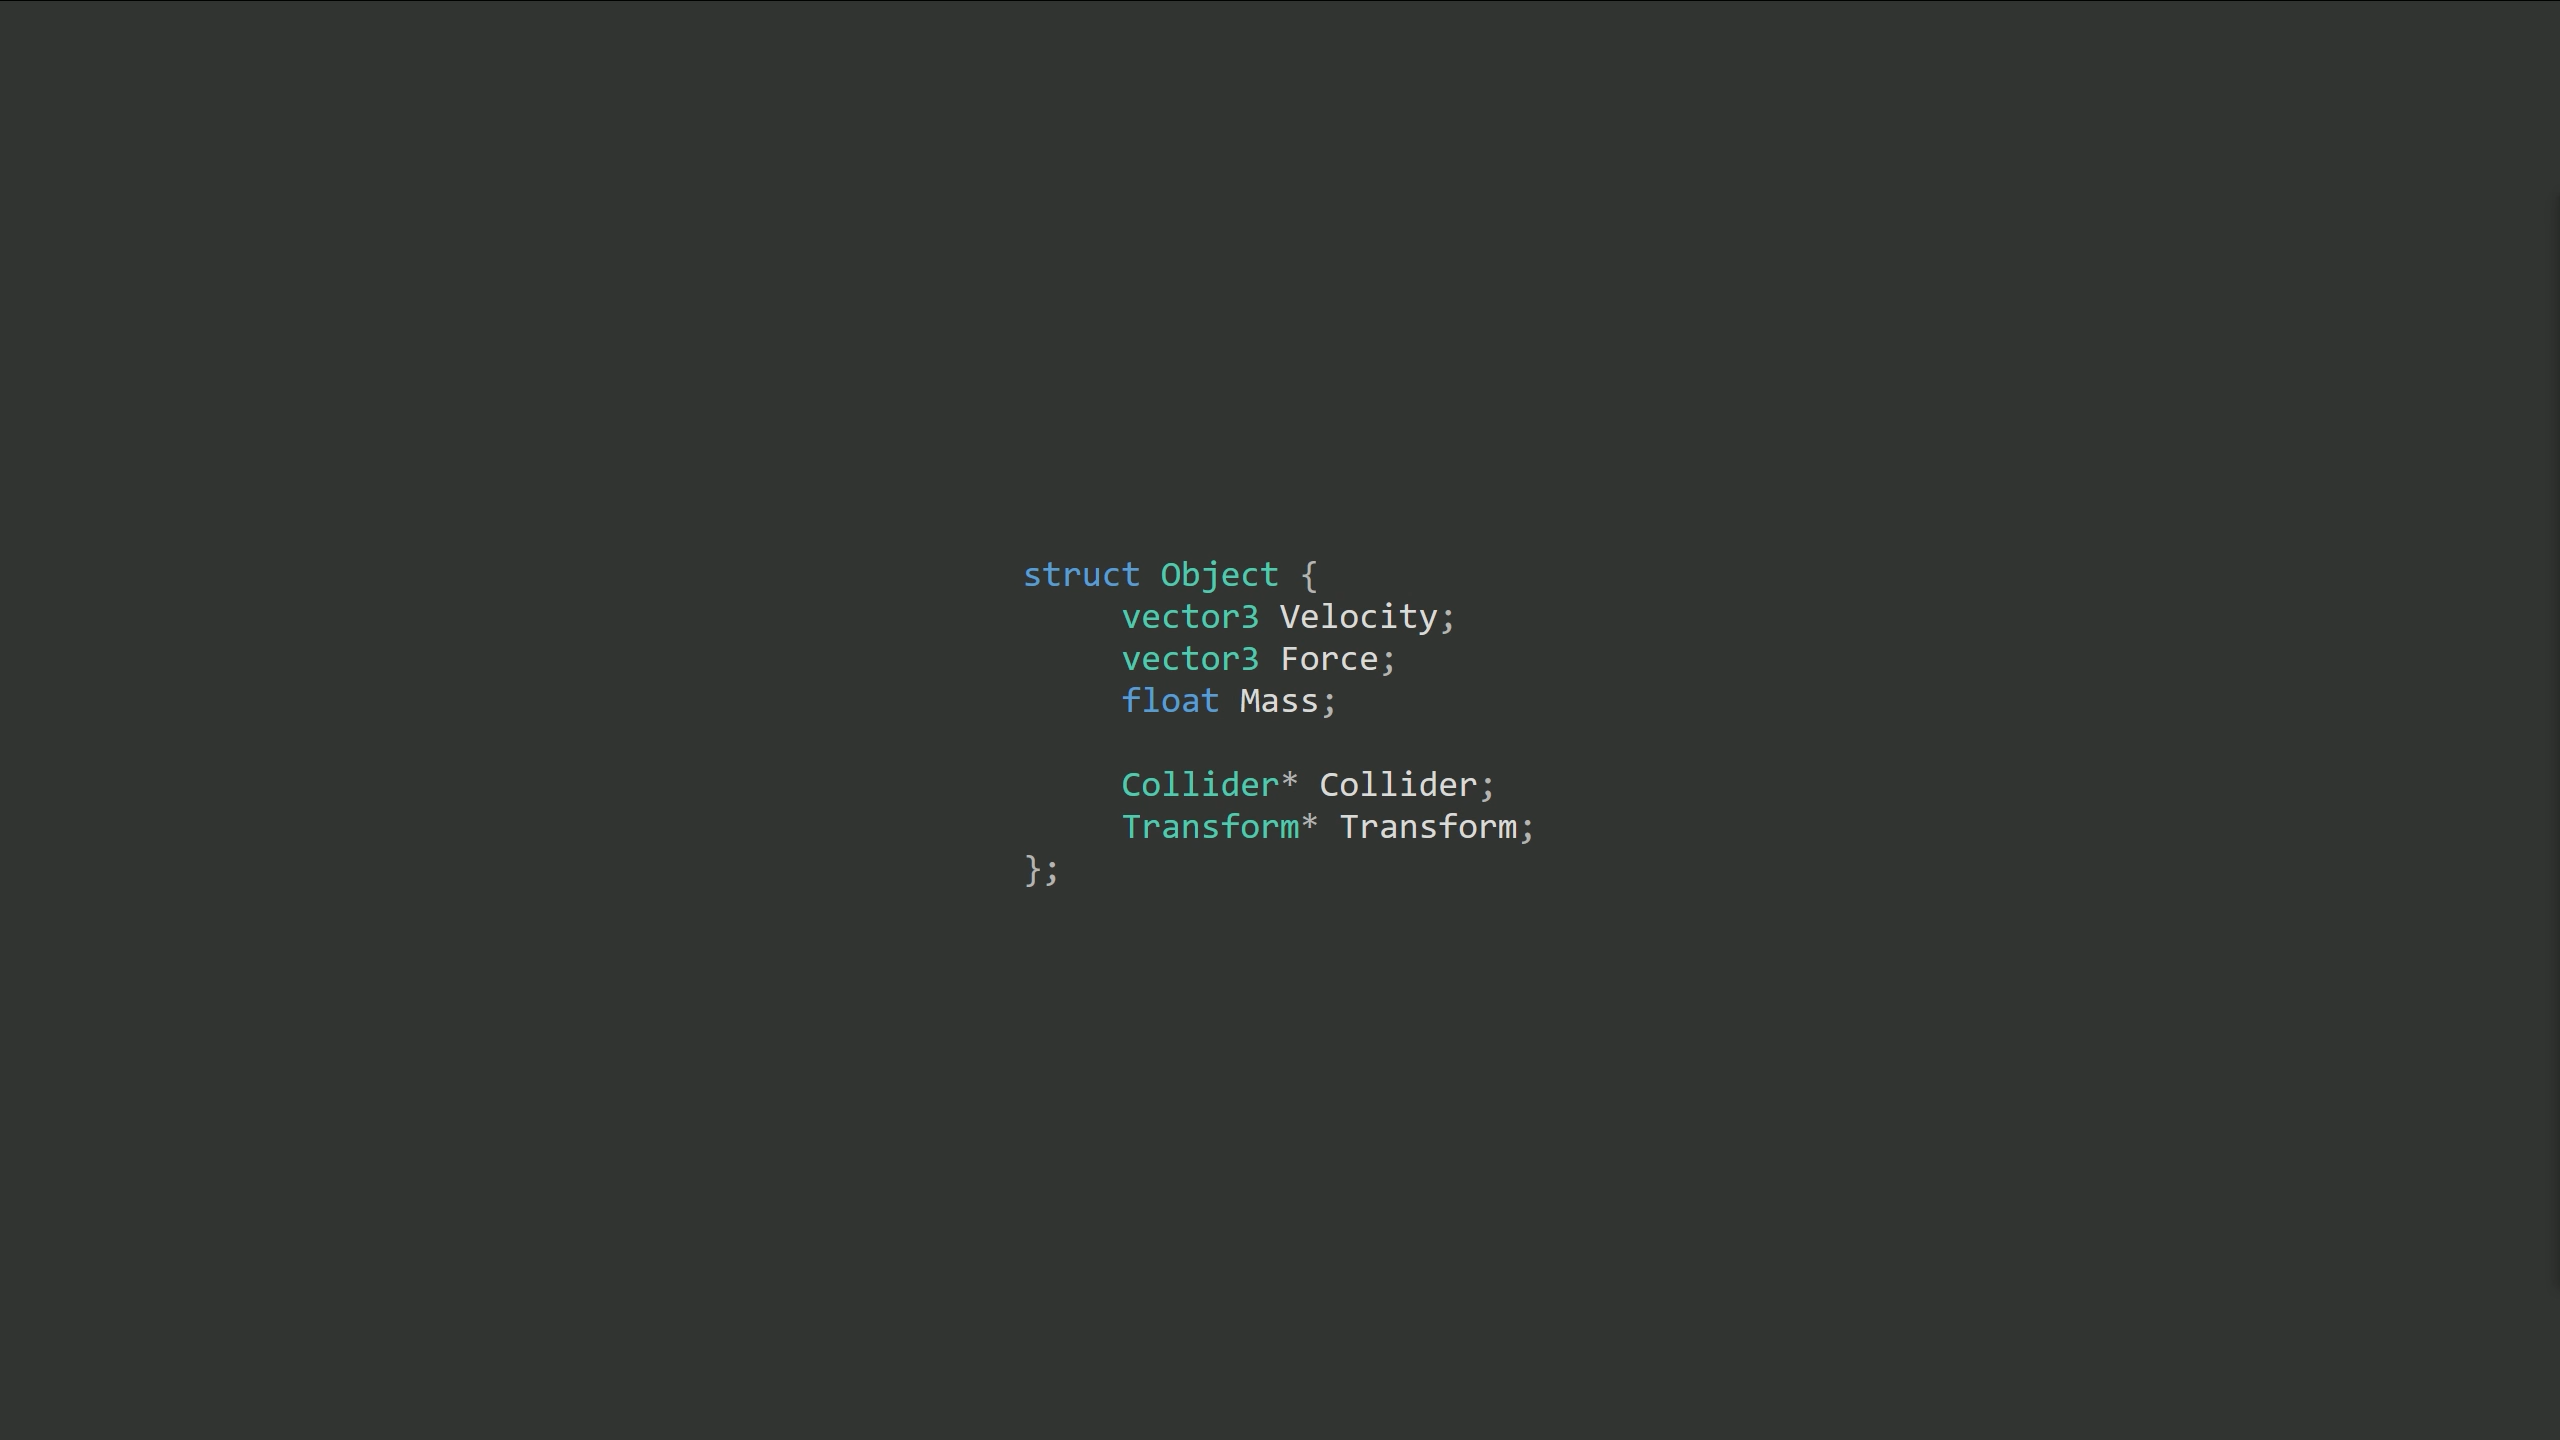 struct Object {
vector3 Velocity;
vector3 Force;
float Mass;
Collider* Collider;
Transform* Transform;
};